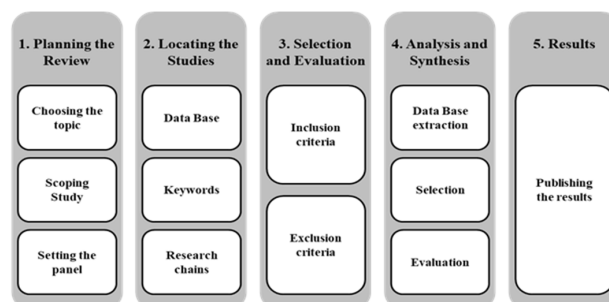 1. Planning the
Review
Choosing the
topic
Scoping
Study
Setting the
panel
2. Locating the
Studies
Data Base
Keywords
Research
chains
3. Selection
and Evaluation
Inclusion
criteria
Exclusion
criteria
4. Analysis and
Synthesis
Data Base
extraction
Selection
Evaluation
5. Results
Publishing
the results